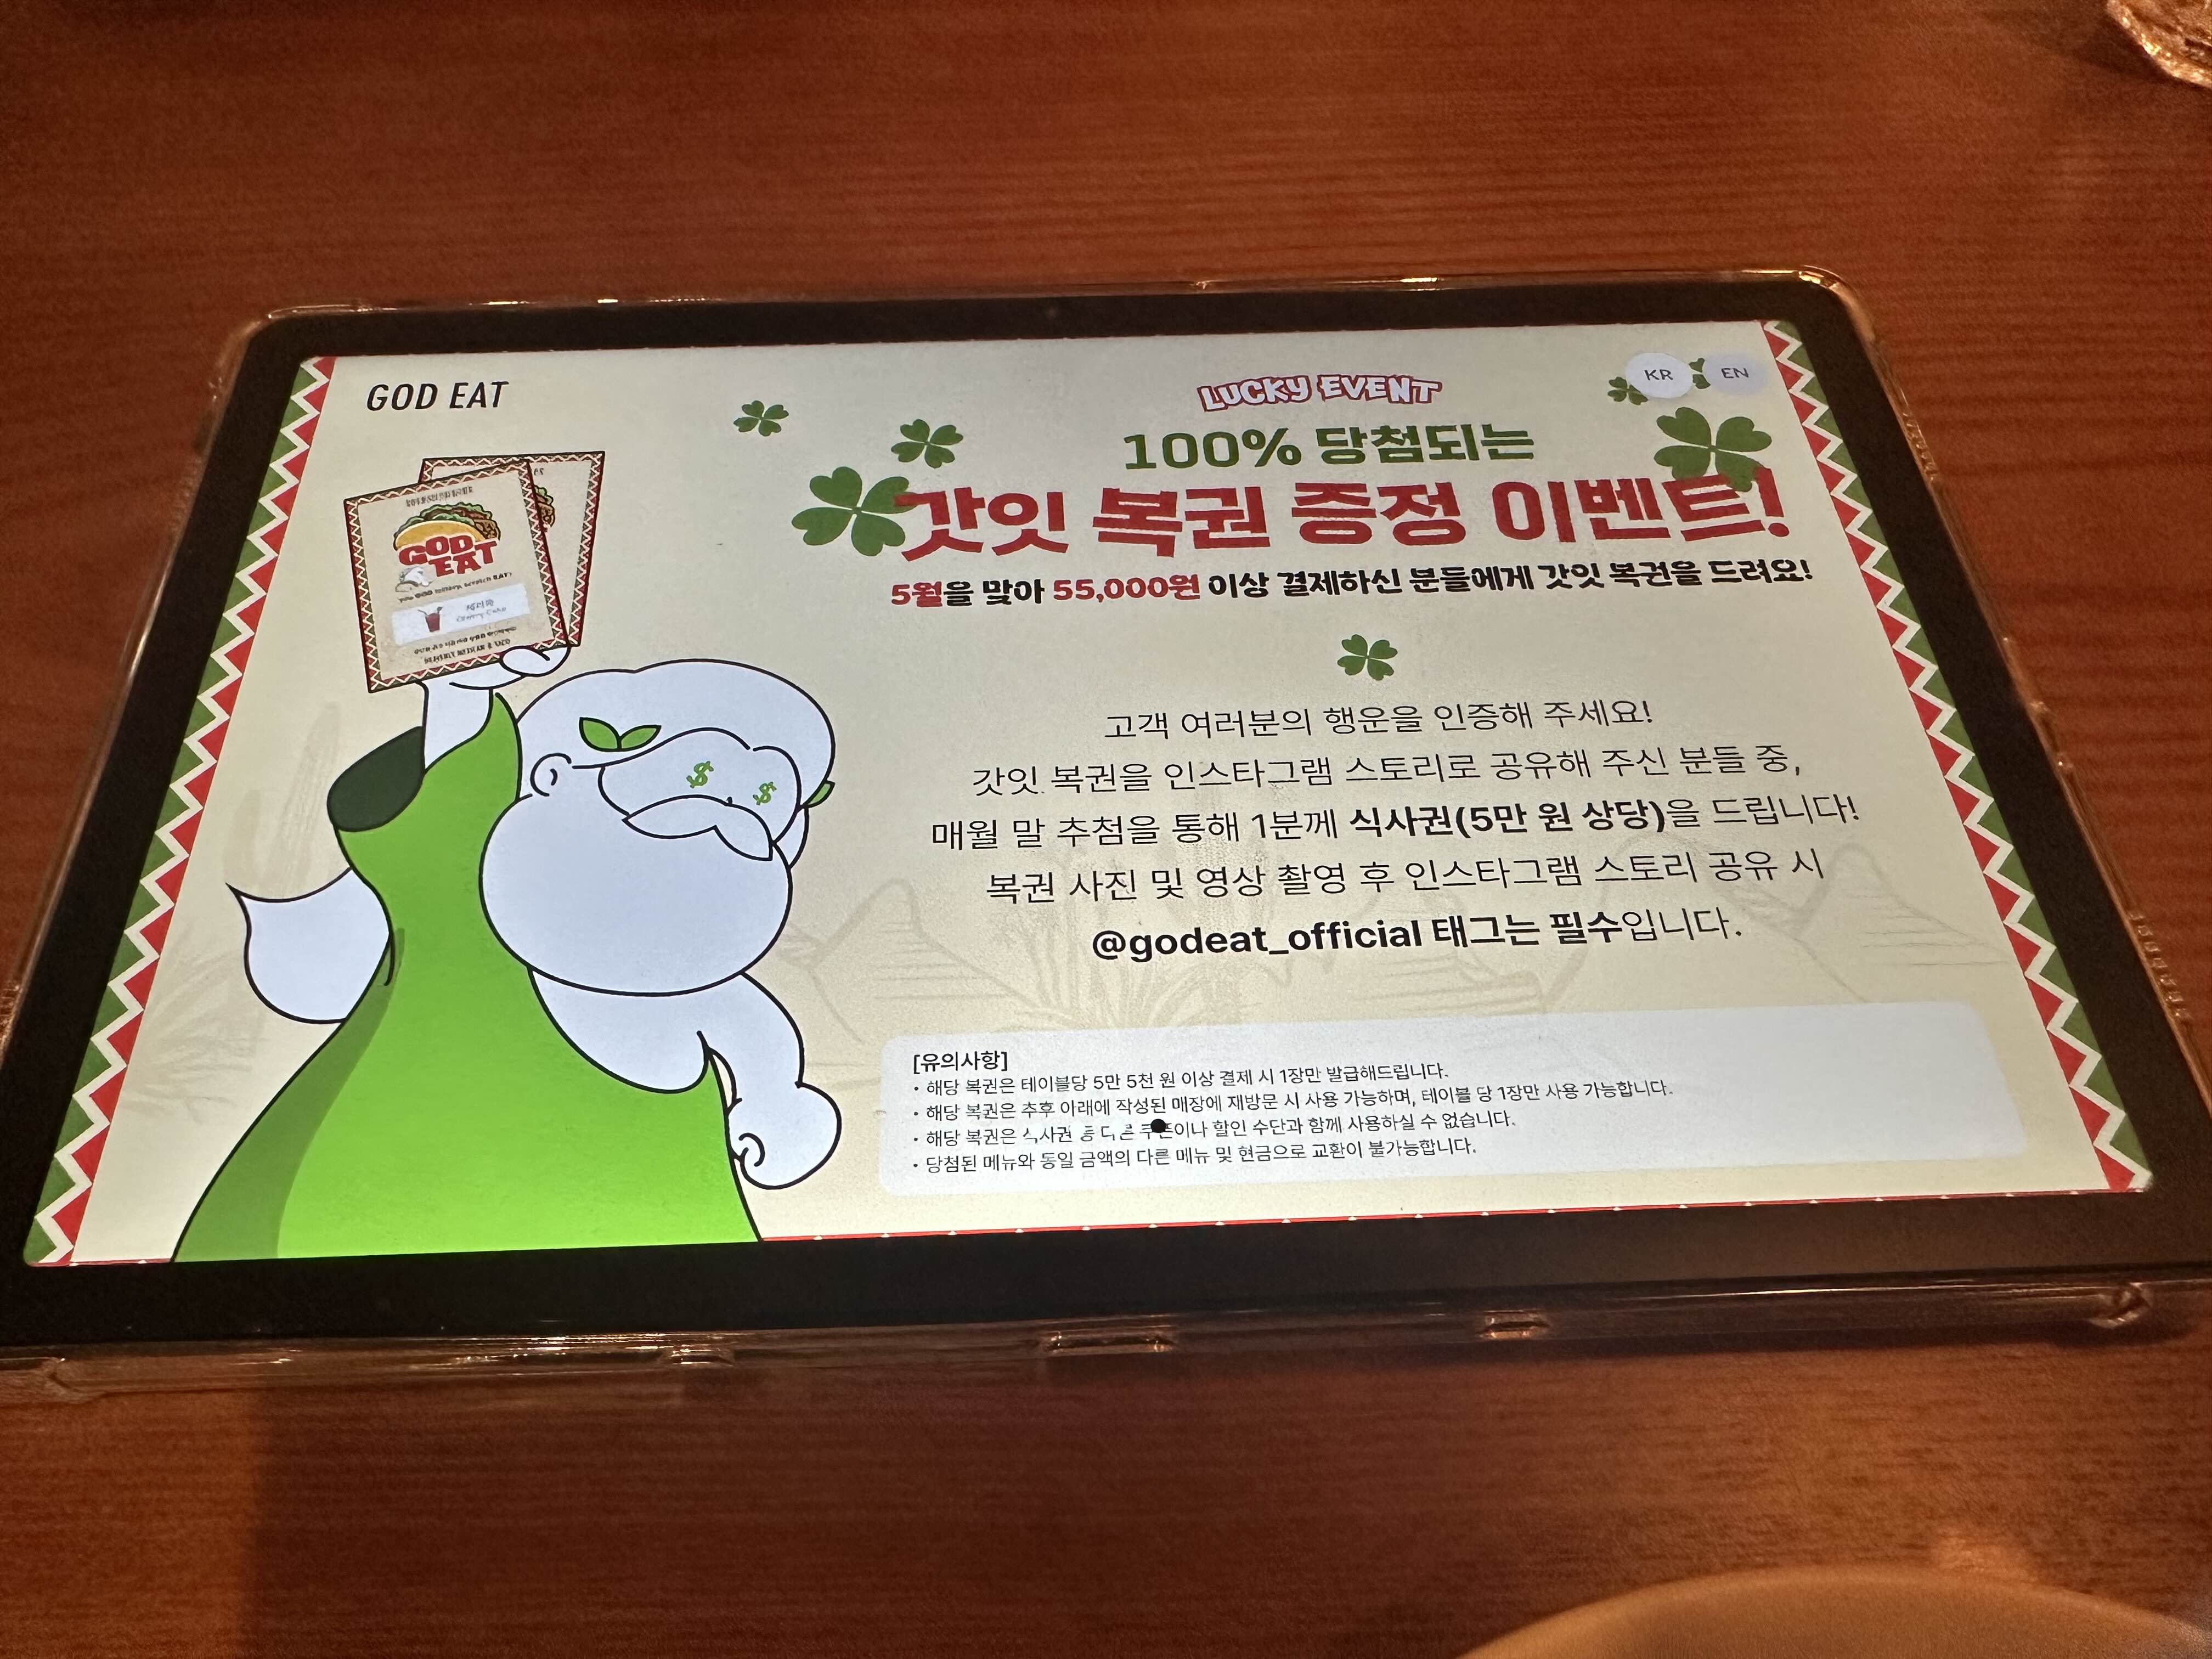 GOD EAT
KR
EN
LUCKY EVENT
100% 당첨되는
갓잇 복권 증정 이벤트!
5월을 맞아 55,000원 이상 결제하신 분들에게 갓잇 복권을 드려요!
GOD
EAT
고객 여러분의 행운을 인증해 주세요!
갓잇 복권을 인스타그램 스토리로 공유해 주신 분들 중,
매월 말 추첨을 통해 1분께 식사권(5만 원 상당)을 드립니다!
복권 사진 및 영상 촬영 후 인스타그램 스토리 공유 시
@godeat_official 태그는 필수입니다.
[유의사항]
• 해당 복권은 테이블당 5만 5천 원 이상 결제 시 1장만 발급해드립니다.
• 해당 복권은 추후 아래에 작성된 매장에 재방문 시 사용 가능하며, 테이블 당 1장만 사용 가능합니다.
• 해당 복권은 식사권 등 다른 쿠폰이나 할인 수단과 함께 사용하실 수 없습니다.
• 당첨된 메뉴와 동일 금액의 다른 메뉴 및 현금으로 교환이 불가능합니다.